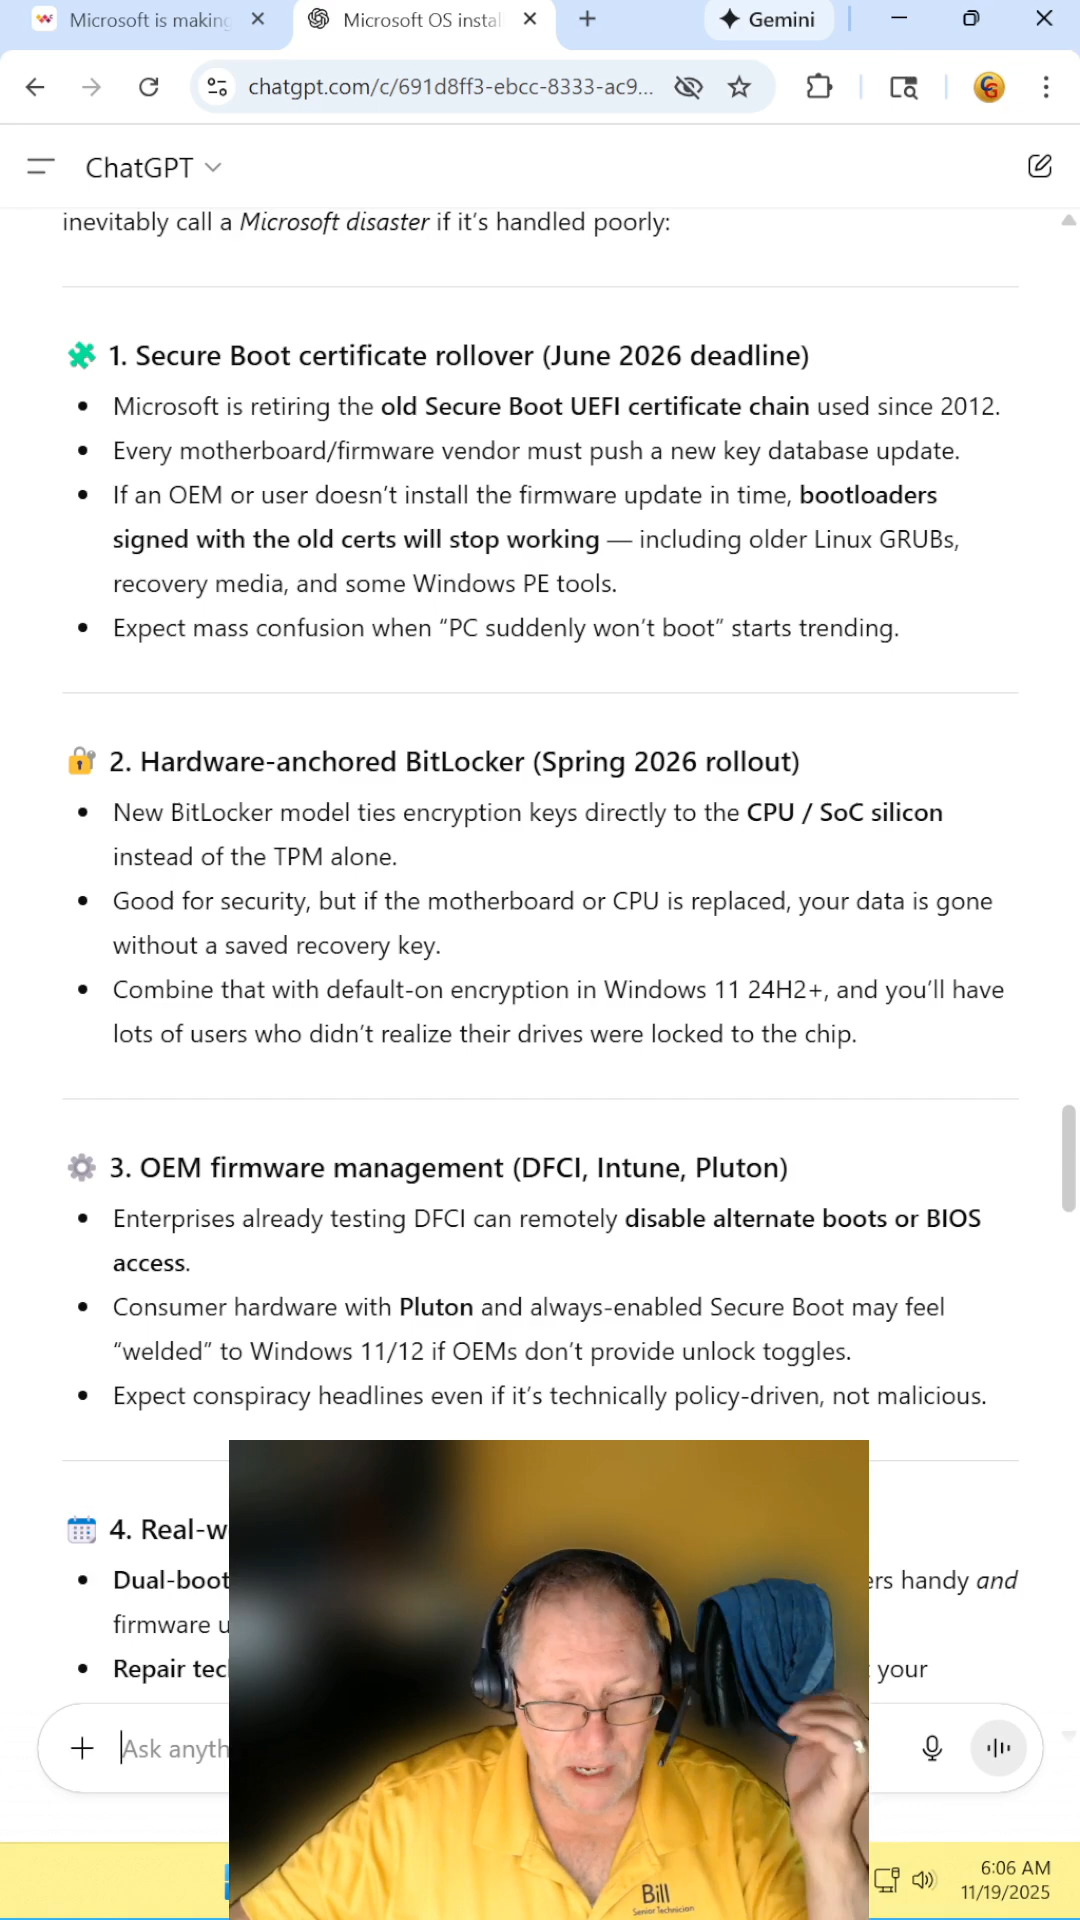 Microsoft is making
Microsoft OS instal
Gemini
chatgpt.com/c/691d8ff3-ebcc-8333-ac9...
ChatGPT
inevitably call a Microsoft disaster if it's handled poorly:
1. Secure Boot certificate rollover (June 2026 deadline)
• Microsoft is retiring the old Secure Boot UEFI certificate chain used since 2012.
• Every motherboard/firmware vendor must push a new key database update.
• If an OEM or user doesn't install the firmware update in time, bootloaders
signed with the old certs will stop working — including older Linux GRUBs,
recovery media, and some Windows PE tools.
• Expect mass confusion when “PC suddenly won't boot” starts trending.
2. Hardware-anchored BitLocker (Spring 2026 rollout)
• New BitLocker model ties encryption keys directly to the CPU / SoC silicon
instead of the TPM alone.
• Good for security, but if the motherboard or CPU is replaced, your data is gone
without a saved recovery key.
• Combine that with default-on encryption in Windows 11 24H2+, and you'll have
lots of users who didn't realize their drives were locked to the chip.
3. OEM firmware management (DFCI, Intune, Pluton)
• Enterprises already testing DFCI can remotely disable alternate boots or BIOS
access.
• Consumer hardware with Pluton and always-enabled Secure Boot may feel
“welded” to Windows 11/12 if OEMs don't provide unlock toggles.
• Expect conspiracy headlines even if it's technically policy-driven, not malicious.
4. Real-w
• Dual-boot ers handy and
firmware u
• Repair tec your
Ask anyth
Bill
Senior Technician
6:06 AM
11/19/2025